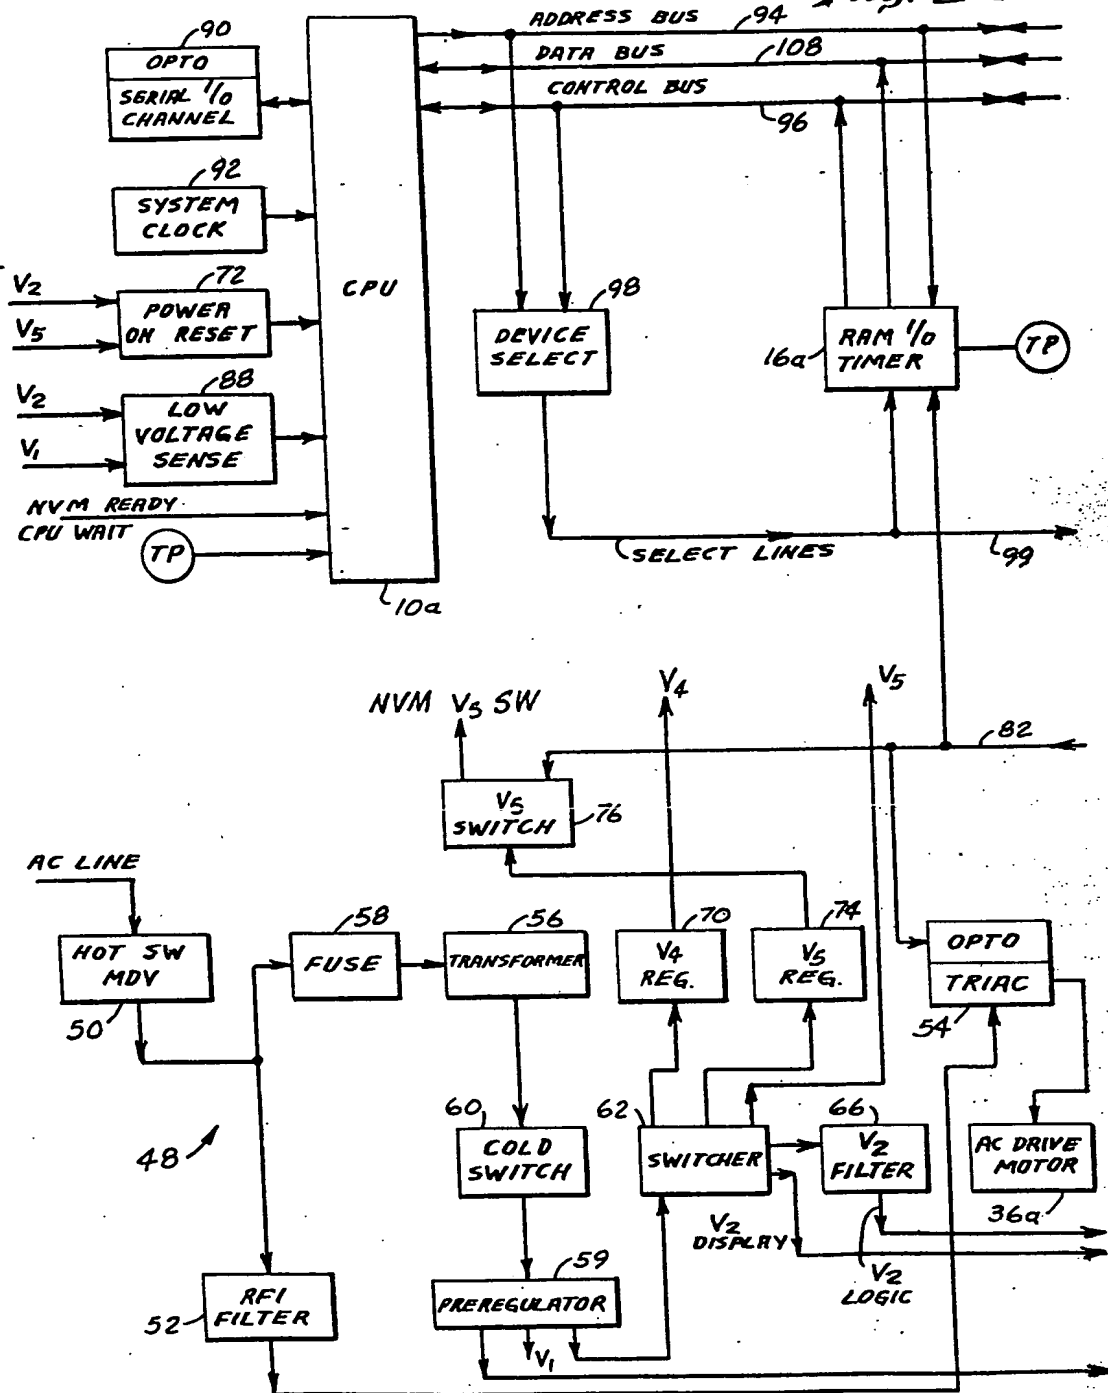 90
OPTO
SERIAL I/O
CHANNEL
92
SYSTEM
CLOCK
V2
V5
72
POWER
ON RESET
V2
V1
88
LOW
VOLTAGE
SENSE
NVM READY
CPU WAIT
TP
CPU
10a
ADDRESS BUS
94
DATA BUS
108
CONTROL BUS
96
98
DEVICE
SELECT
16a
RAM I/O
TIMER
TP
SELECT LINES
99
NVM V5 SW
V4
V5
82
V5
SWITCH
76
AC LINE
HOT SW
MDV
50
58
FUSE
56
TRANSFORMER
70
V4
REG.
74
V5
REG.
OPTO
TRIAC
54
48
60
COLD
SWITCH
62
SWITCHER
66
V2
FILTER
AC DRIVE
MOTOR
36a
V2
DISPLAY
V2
LOGIC
52
RFI
FILTER
59
PREREGULATOR
V1